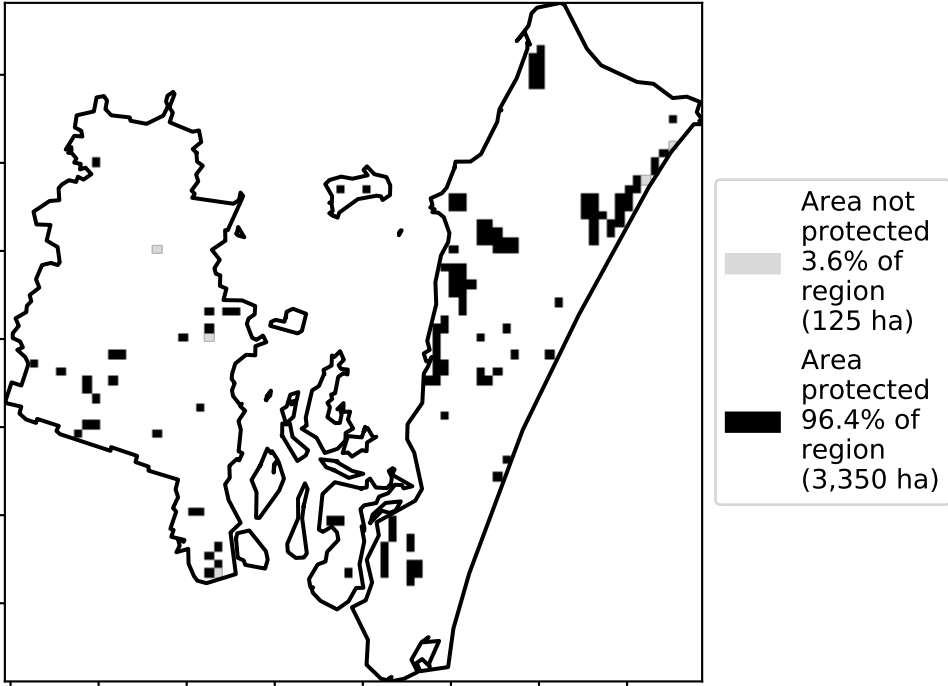 Area not
protected
3.6% of
region
(125 ha)
Area
protected
96.4% of
region
(3,350 ha)